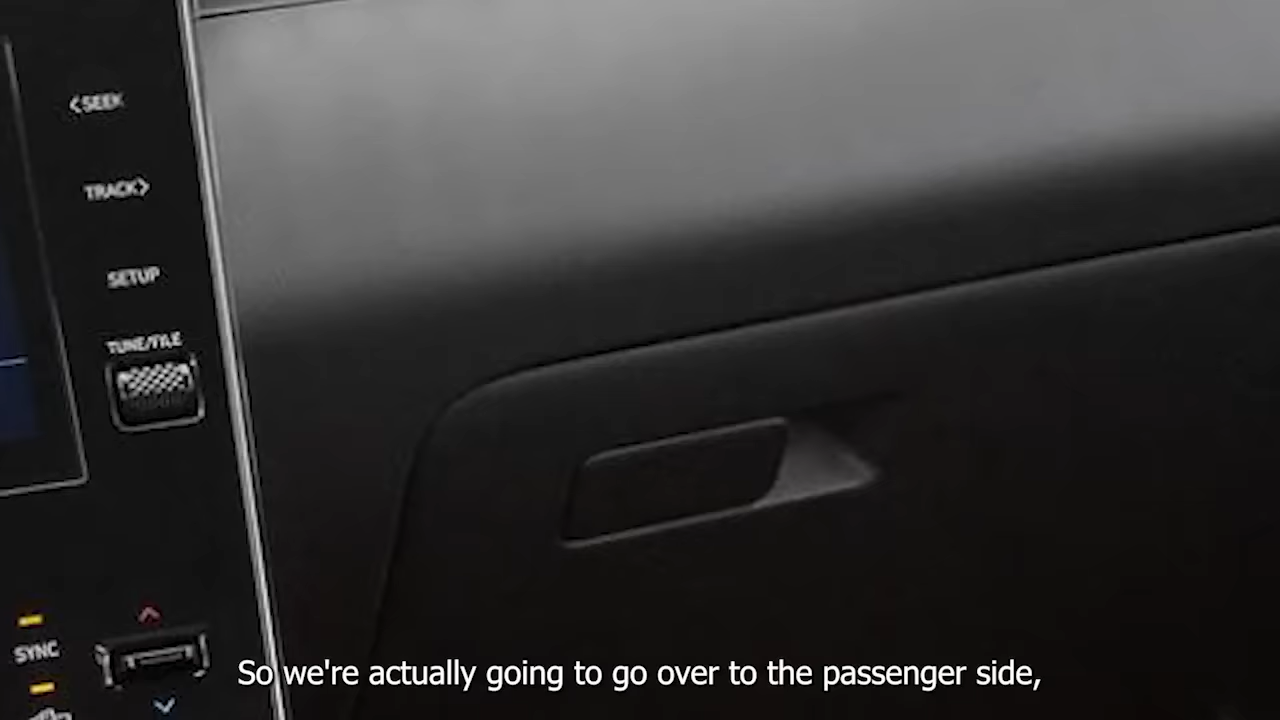 <SEEK
TRACK>
SETUP
TUNE/FILE
SYNC
So we're actually going to go over to the passenger side,